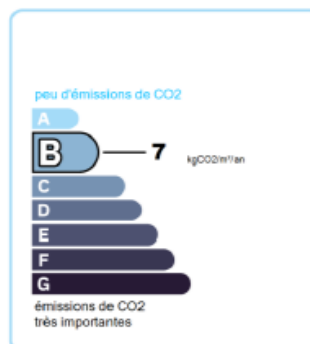 peu d'émissions de CO2
A
B 7 kgCO2/m²/an
C
D
E
F
G
émissions de CO2
très importantes